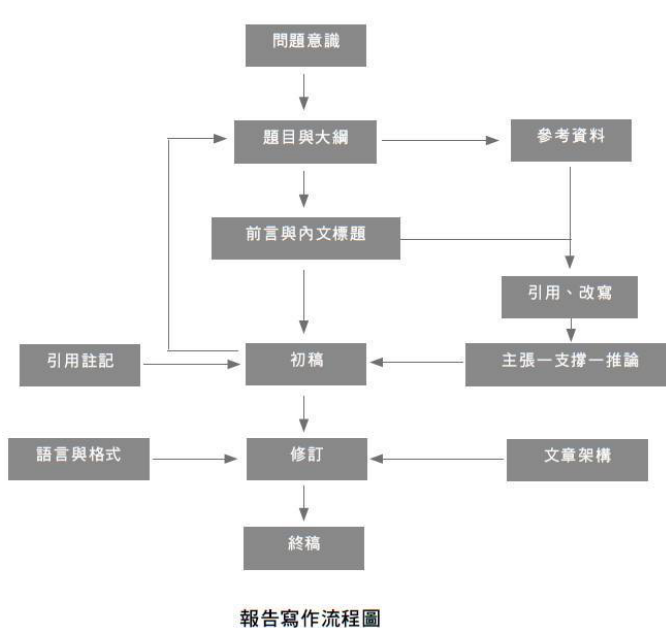 問題意識
題目與大綱
參考資料
前言與內文標題
引用、改寫
引用註記
初稿
主張—支撐—推論
語言與格式
修訂
文章架構
終稿
報告寫作流程圖